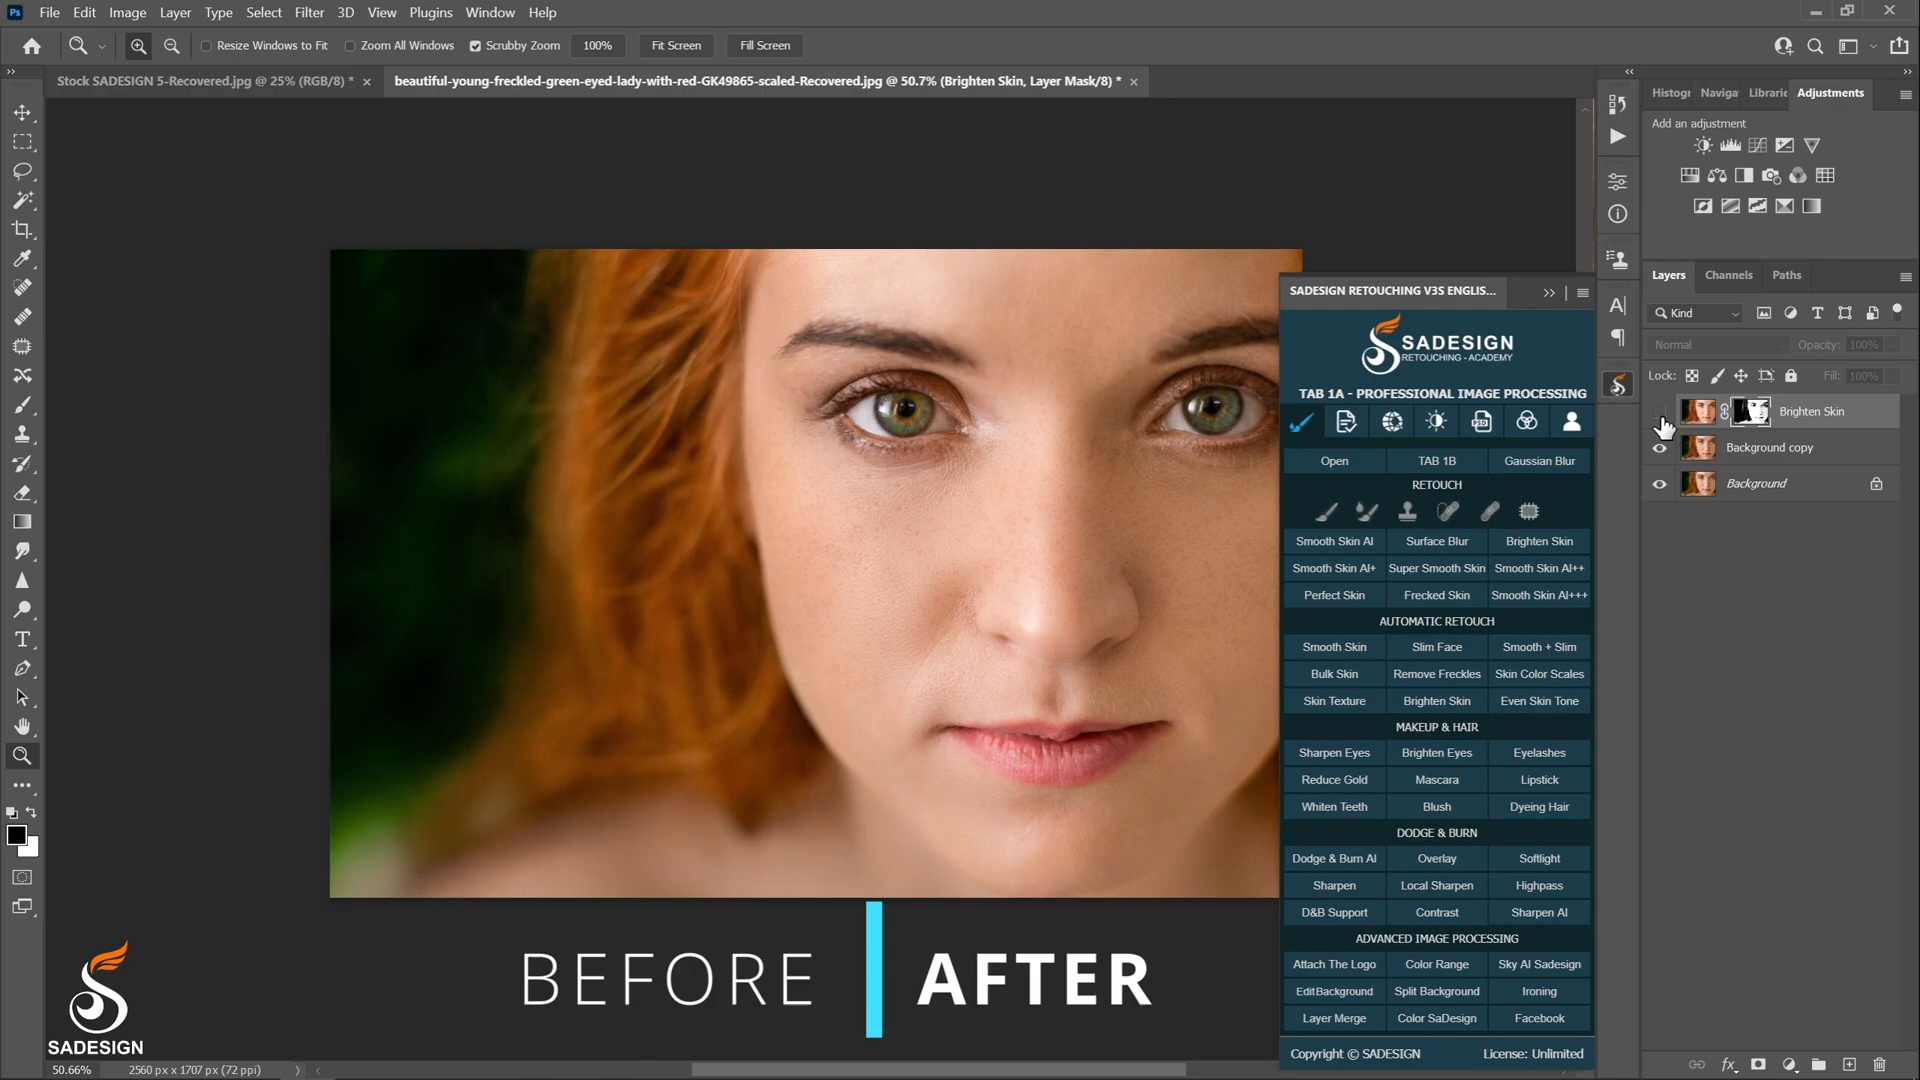 Ps File Edit Image Layer Type Select Filter 3D View Plugins Window Help
Resize Windows to Fit Zoom All Windows Scrubby Zoom 100% Fit Screen Fill Screen
Stock SADESIGN 5-Recovered.jpg @ 25% (RGB/8) * × beautiful-young-freckled-green-eyed-lady-with-red-GK49865-scaled-Recovered.jpg @ 50.7% (Brighten Skin, Layer Mask/8) * ×
Histogr Naviga Librarie Adjustments
Add an adjustment
Layers Channels Paths
Kind
Normal Opacity: 100%
Lock: Fill: 100%
Brighten Skin
Background copy
Background
SADESIGN RETOUCHING V3S ENGLIS...
SADESIGN
RETOUCHING - ACADEMY
TAB 1A - PROFESSIONAL IMAGE PROCESSING
PSD
Open TAB 1B Gaussian Blur
RETOUCH
Smooth Skin AI Surface Blur Brighten Skin
Smooth Skin AI+ Super Smooth Skin Smooth Skin AI++
Perfect Skin Frecked Skin Smooth Skin AI+++
AUTOMATIC RETOUCH
Smooth Skin Slim Face Smooth + Slim
Bulk Skin Remove Freckles Skin Color Scales
Skin Texture Brighten Skin Even Skin Tone
MAKEUP & HAIR
Sharpen Eyes Brighten Eyes Eyelashes
Reduce Gold Mascara Lipstick
Whiten Teeth Blush Dyeing Hair
DODGE & BURN
Dodge & Burn AI Overlay Softlight
Sharpen Local Sharpen Highpass
D&B Support Contrast Sharpen AI
ADVANCED IMAGE PROCESSING
Attach The Logo Color Range Sky AI Sadesign
EditBackground Split Background Ironing
Layer Merge Color SaDesign Facebook
Copyright © SADESIGN License: Unlimited
BEFORE AFTER
SADESIGN
50.66% 2560 px x 1707 px (72 ppi)